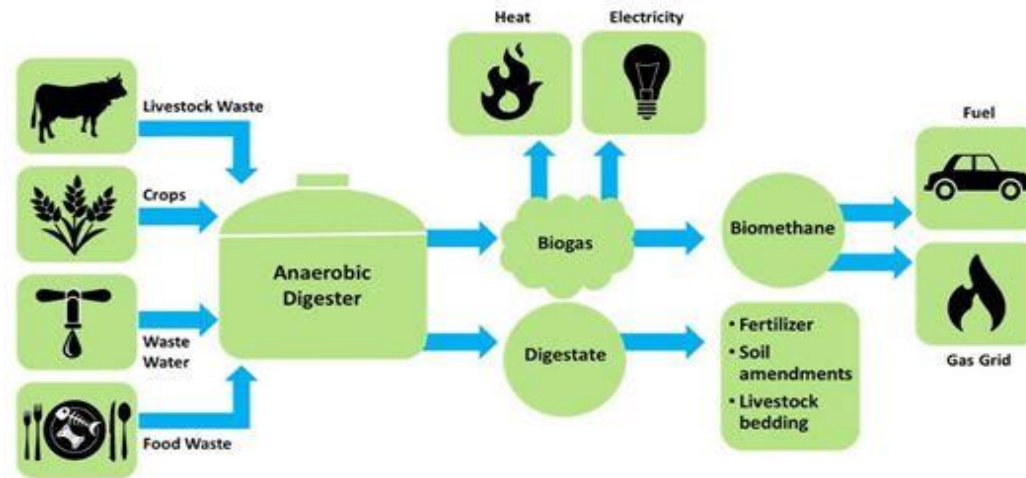 Heat
Electricity
Livestock Waste
Fuel
Crops
Anaerobic
Digester
Biogas
Biomethane
Waste
Water
Digestate
• Fertilizer
• Soil
amendments
• Livestock
bedding
Gas Grid
Food Waste